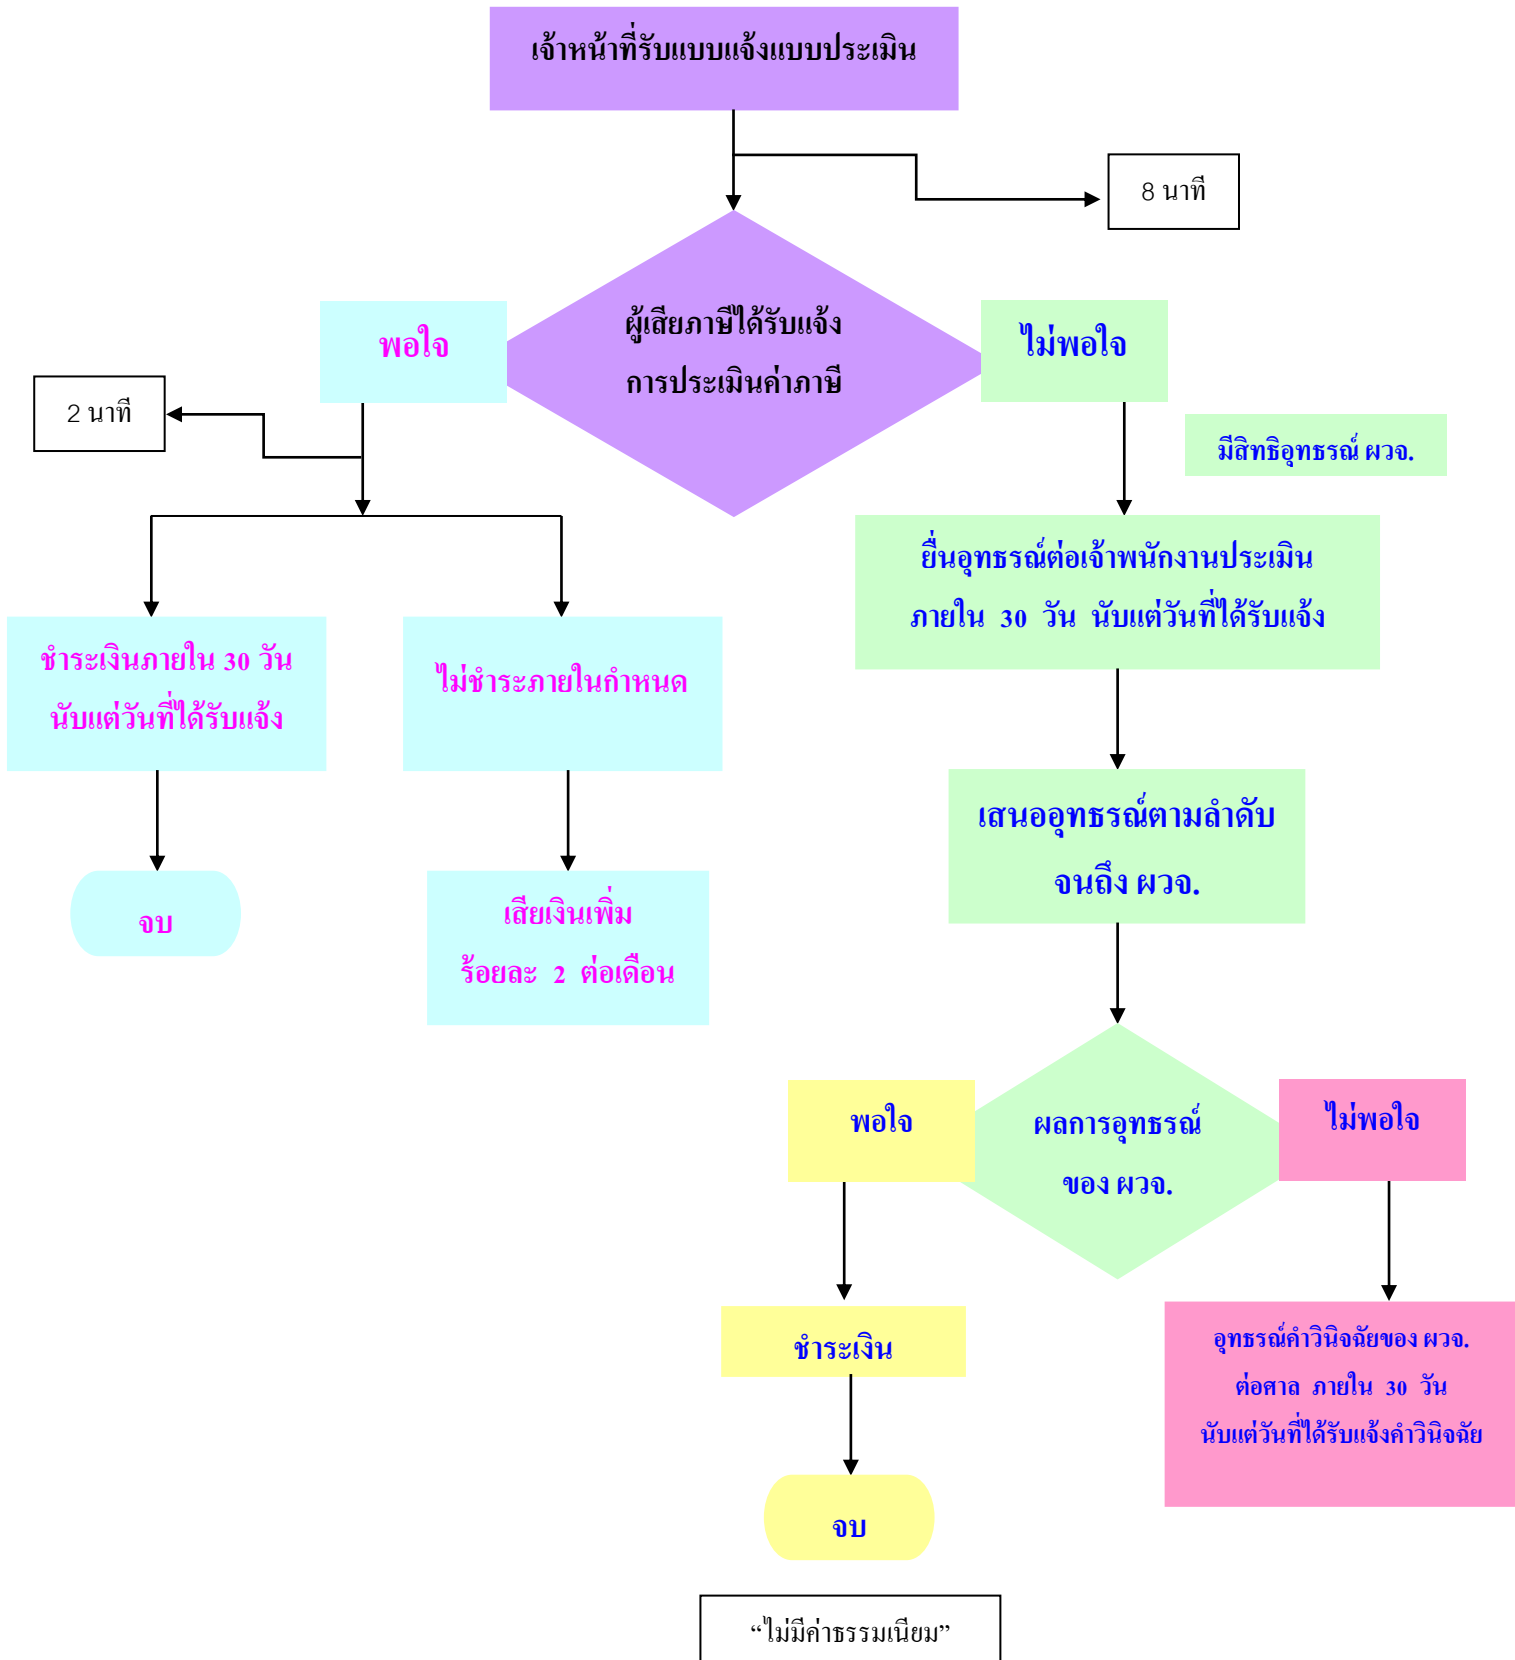 เจ้าหน้าที่รับแบบแจ้งแบบประเมิน
8 นาที
ผู้เสียภาษีได้รับแจ้ง
การประเมินค่าภาษี
พอใจ
ไม่พอใจ
2 นาที
มีสิทธิอุทธรณ์ ผวจ.
ยื่นอุทธรณ์ต่อเจ้าพนักงานประเมิน
ภายใน 30 วัน นับแต่วันที่ได้รับแจ้ง
ชำระเงินภายใน 30 วัน
นับแต่วันที่ได้รับแจ้ง
ไม่ชำระภายในกำหนด
เสนออุทธรณ์ตามลำดับ
จนถึง ผวจ.
จบ
เสียเงินเพิ่ม
ร้อยละ 2 ต่อเดือน
พอใจ
ผลการอุทธรณ์
ของ ผวจ.
ไม่พอใจ
ชำระเงิน
อุทธรณ์คำวินิจฉัยของ ผวจ.
ต่อศาล ภายใน 30 วัน
นับแต่วันที่ได้รับแจ้งคำวินิจฉัย
จบ
“ไม่มีค่าธรรมเนียม”